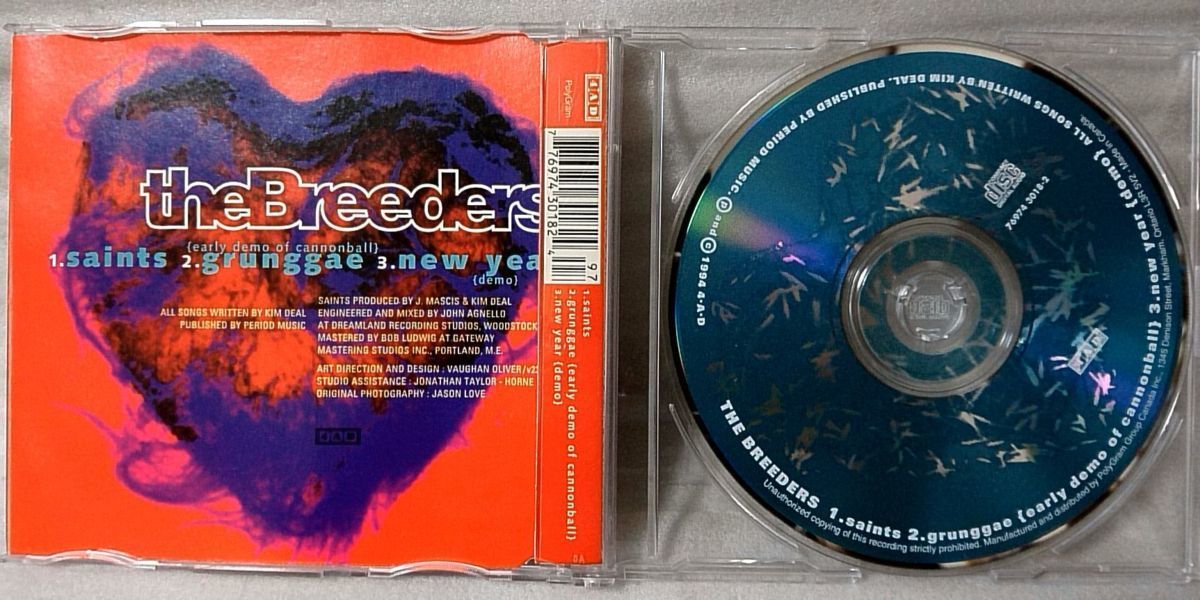 theBreeders
{early demo of cannonball}
1.saints 2.grunggae 3.new yea
{demo}
ALL SONGS WRITTEN BY KIM DEAL
PUBLISHED BY PERIOD MUSIC
SAINTS PRODUCED BY J. MASCIS & KIM DEAL
ENGINEERED AND MIXED BY JOHN AGNELLO
AT DREAMLAND RECORDING STUDIOS, WOODSTOCK
MASTERED BY BOB LUDWIG AT GATEWAY
MASTERING STUDIOS INC., PORTLAND, M.E.
ART DIRECTION AND DESIGN : VAUGHAN OLIVER/v23
STUDIO ASSISTANCE : JONATHAN TAYLOR - HORNE
ORIGINAL PHOTOGRAPHY : JASON LOVE
4AD
4AD
PolyGram
7 76974 30182 4
97
1.saints
2.grunggae {early demo of cannonball}
3.new year {demo}
THE BREEDERS 1.saints 2.grunggae {early demo of cannonball} 3.new year {demo} ALL SONGS WRITTEN BY KIM DEAL. PUBLISHED BY PERIOD MUSIC. ℗ and © 1994 4-A-D
Unauthorized copying of this recording strictly prohibited. Manufactured and distributed by PolyGram Group Canada Inc., 1345 Denison Street, Markham, Ontario L3R 5V2. Made in Canada.
disc
76974 3018-2
4AD